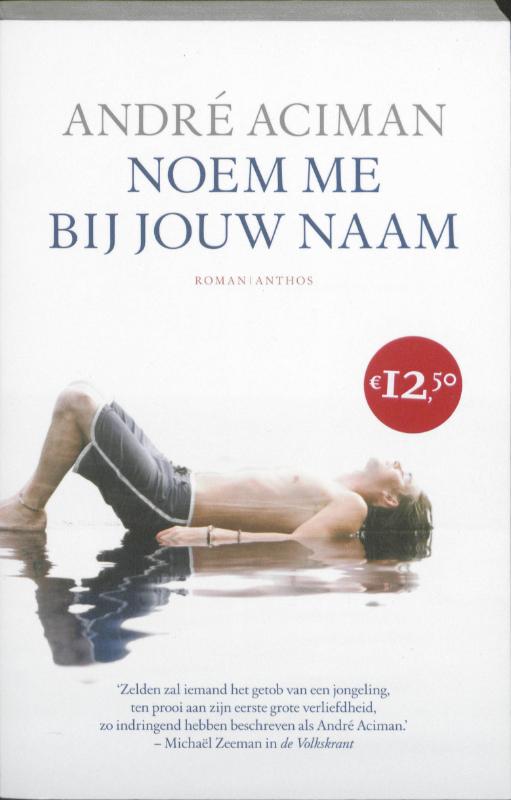 ANDRÉ ACIMAN
NOEM ME
BIJ JOUW NAAM
ROMAN | ANTHOS
€12,50
‘Zelden zal iemand het getob van een jongeling,
ten prooi aan zijn eerste grote verliefdheid,
zo indringend hebben beschreven als André Aciman.’
– Michaël Zeeman in de Volkskrant